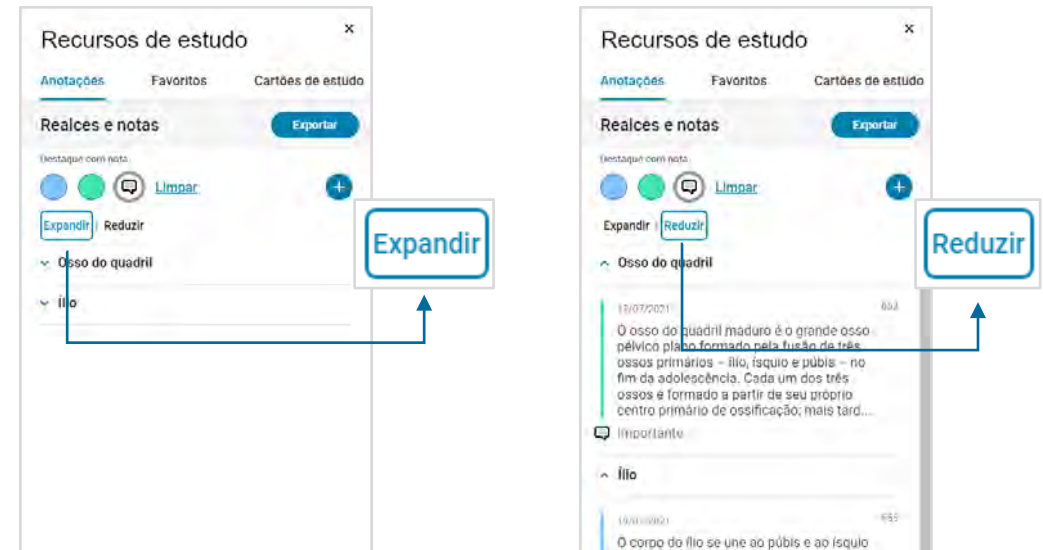 Recursos de estudo
×
Anotações Favoritos Cartões de estudo
Realces e notas Exportar
Destaque com nota
Limpar
+
Expandir | Reduzir
Expandir
Osso do quadril
Ílio
Recursos de estudo
×
Anotações Favoritos Cartões de estudo
Realces e notas Exportar
Destaque com nota
Limpar
+
Expandir | Reduzir
Reduzir
Osso do quadril
653
O osso do quadril maduro é o grande osso
pélvico plano formado pela fusão de três
ossos primários – ílio, ísquio e púbis – no
fim da adolescência. Cada um dos três
ossos é formado a partir de seu próprio
centro primário de ossificação; mais tard...
Importante
Ílio
O corpo do ílio se une ao púbis e ao ísquio